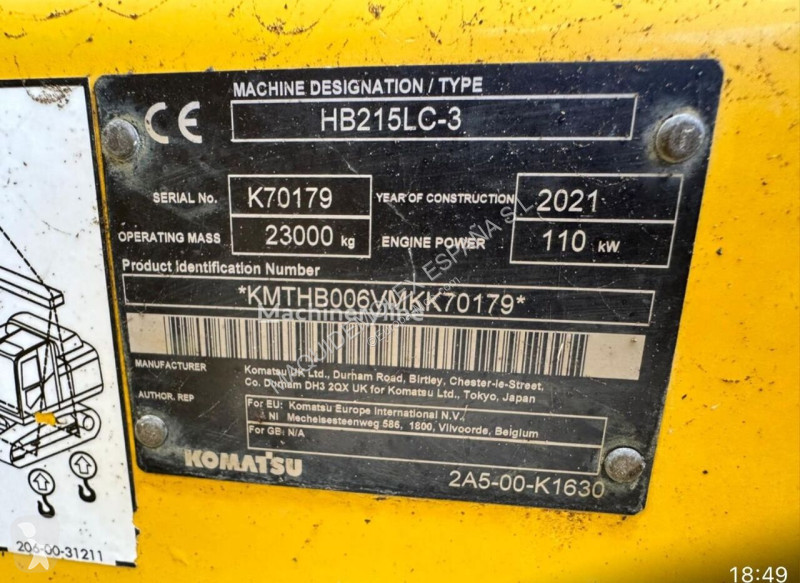 MACHINE DESIGNATION / TYPE
CE
HB215LC-3
SERIAL No. K70179 YEAR OF CONSTRUCTION 2021
OPERATING MASS 23000 kg ENGINE POWER 110 kW
Product Identification Number
*KMTHB006VMKK70179*
MANUFACTURER
Komatsu UK Ltd., Durham Road, Birtley, Chester-le-Street,
Co. Durham DH3 2QX UK for Komatsu Ltd., Tokyo, Japan
AUTHOR. REP
For EU: Komatsu Europe International N.V.,
& NI Mechelsesteenweg 586, 1800, Vilvoorde, Belgium
For GB: N/A
KOMATSU
2A5-00-K1630
206-00-31211
18:49